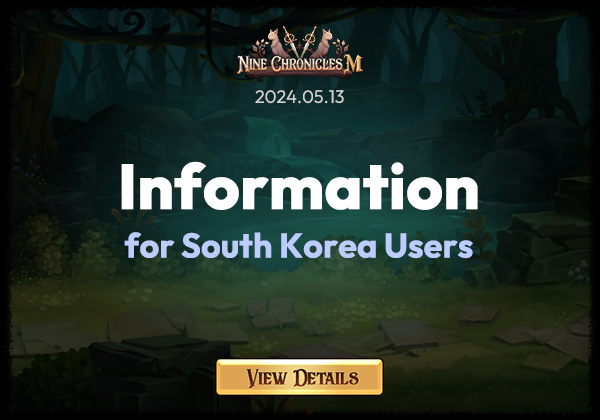 Nine Chronicles M
2024.05.13
Information
for South Korea Users
View Details